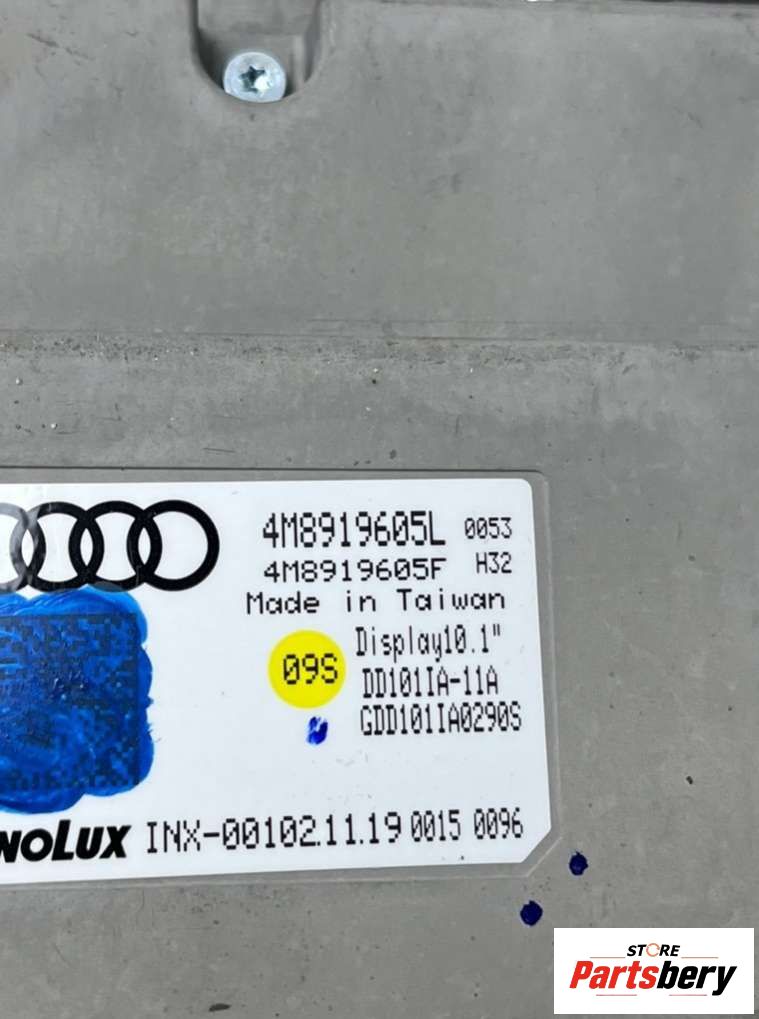 4M8919605L 0053
4M8919605F H32
Made in Taiwan
Display10.1"
09S
DD101IA-11A
GDD101IA0290S
NOLUX INX-00102.11.19 0015 0096
STORE
Partsbery